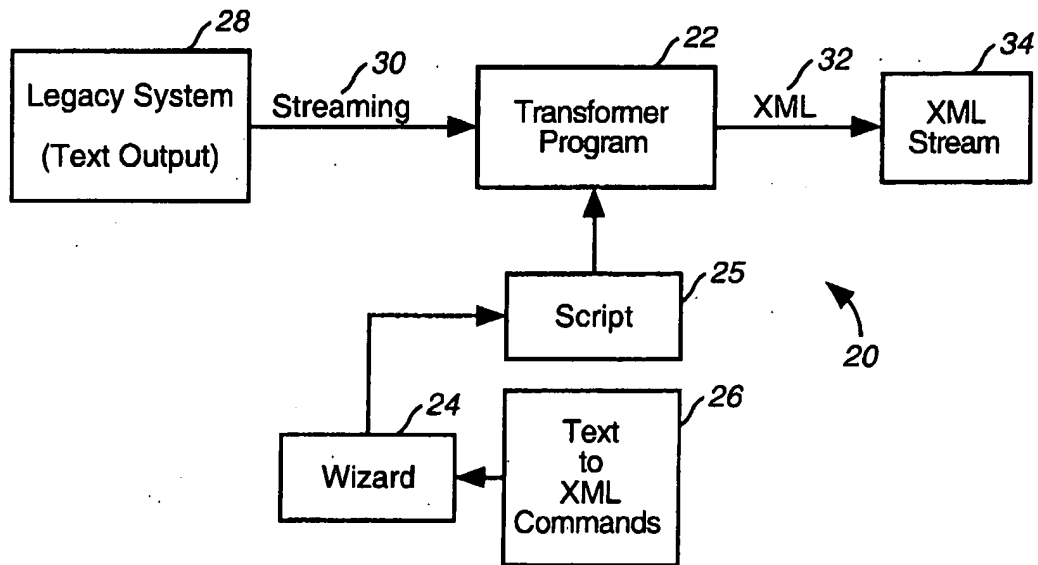 28
Legacy System
(Text Output)
30
Streaming
22
Transformer
Program
32
XML
34
XML
Stream
25
Script
20
24
Wizard
26
Text
to
XML
Commands